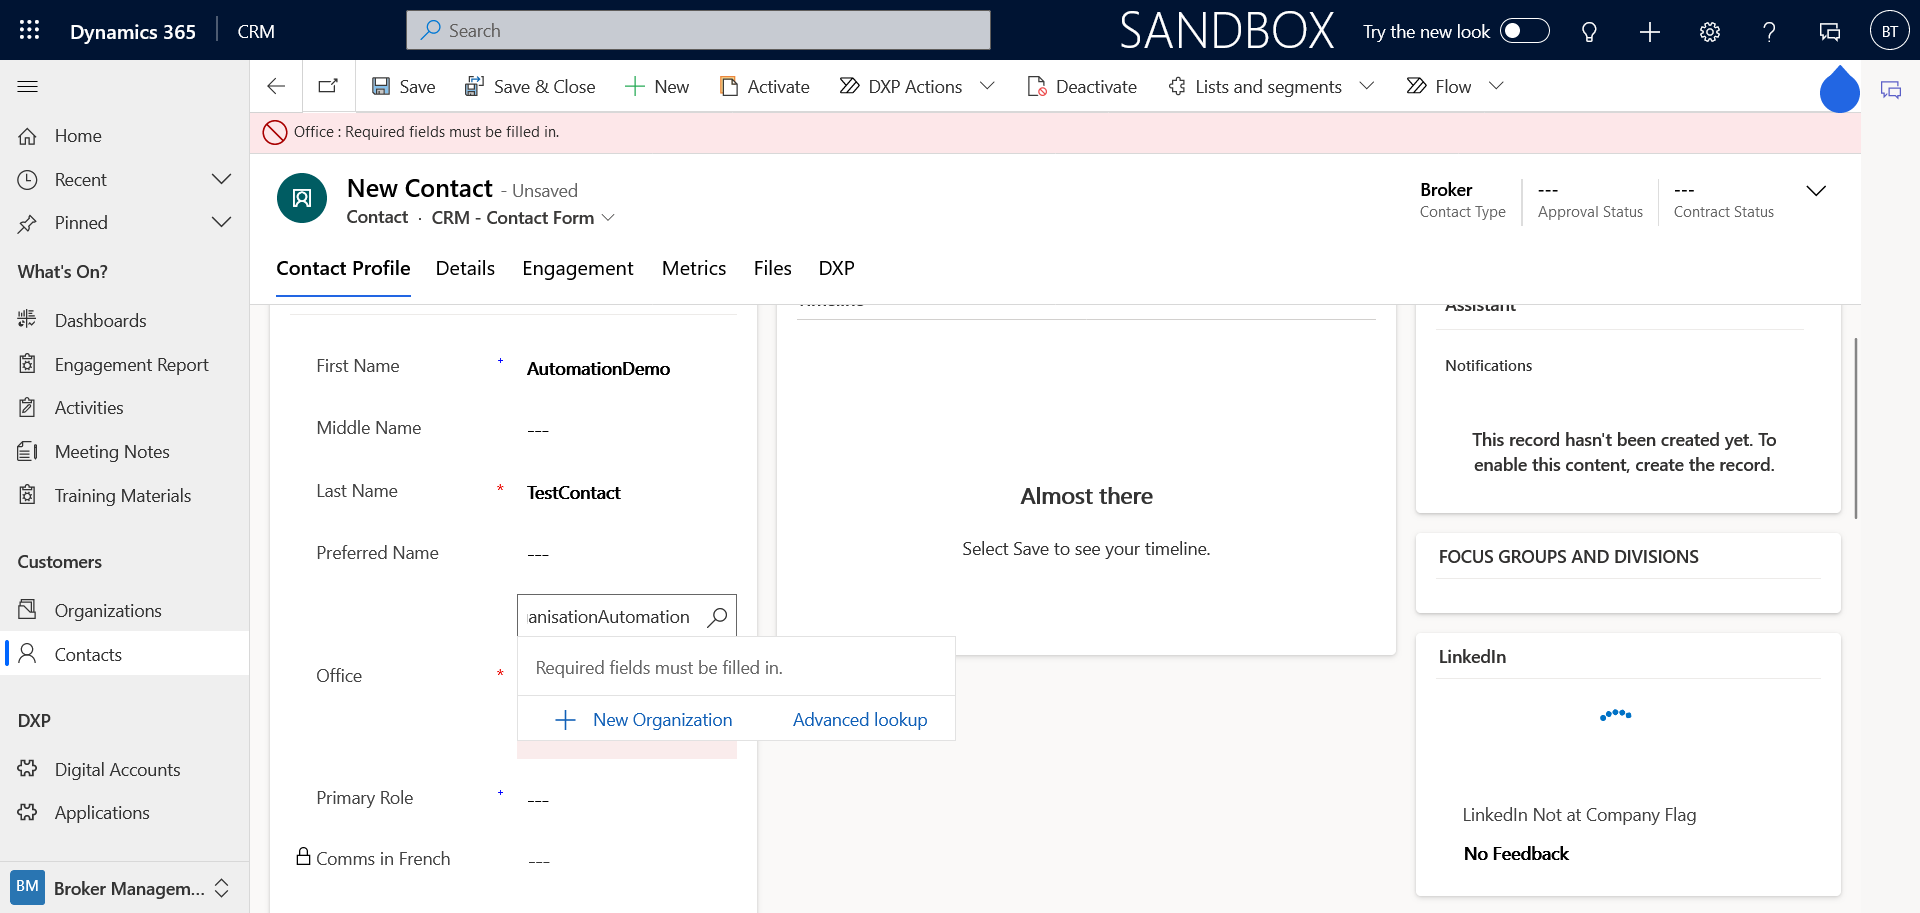 Dynamics 365
CRM
Search
SANDBOX
Try the new look
BT
Save
Save & Close
New
Activate
DXP Actions
Deactivate
Lists and segments
Flow
Office : Required fields must be filled in.
Home
Recent
Pinned
What's On?
Dashboards
Engagement Report
Activities
Meeting Notes
Training Materials
Customers
Organizations
Contacts
DXP
Digital Accounts
Applications
BM
Broker Managem...
New Contact - Unsaved
Contact · CRM - Contact Form
Broker
Contact Type
---
Approval Status
---
Contract Status
Contact Profile
Details
Engagement
Metrics
Files
DXP
First Name
+
AutomationDemo
Middle Name
---
Last Name
*
TestContact
Preferred Name
---
anisationAutomation
Office
*
Required fields must be filled in.
New Organization
Advanced lookup
Primary Role
+
---
Comms in French
---
Timeline
Almost there
Select Save to see your timeline.
Assistant
Notifications
This record hasn't been created yet. To
enable this content, create the record.
FOCUS GROUPS AND DIVISIONS
LinkedIn
LinkedIn Not at Company Flag
No Feedback